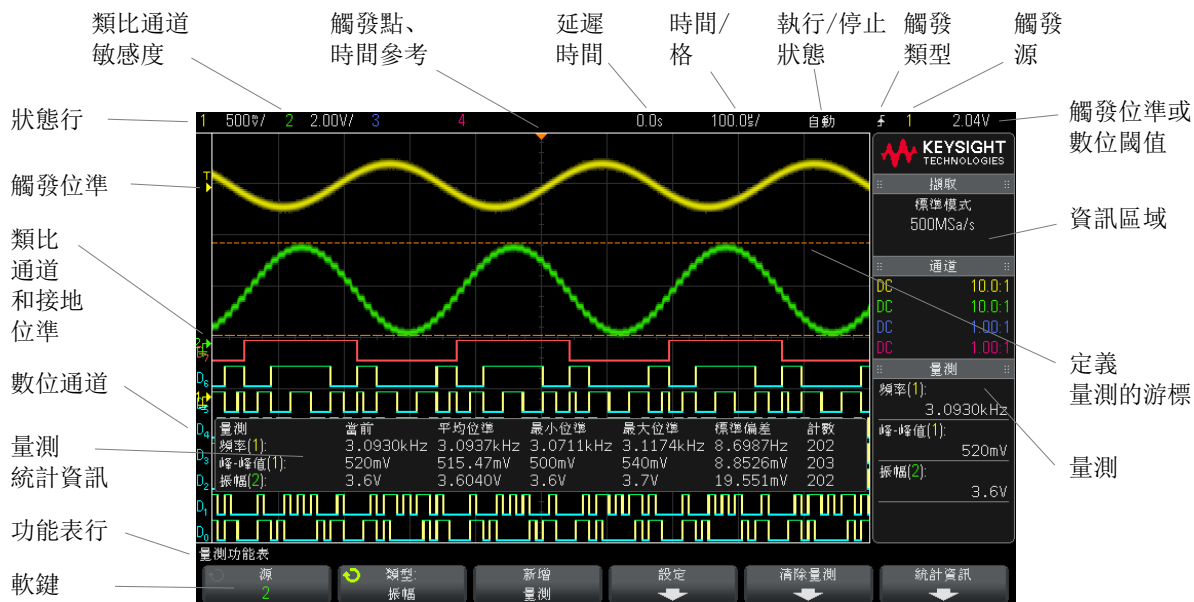 類比通道
敏感度
觸發點、
時間參考
延遲
時間
時間/
格
執行/停止
狀態
觸發
類型
觸發
源
狀態行
觸發位準
類比
通道
和接地
位準
數位通道
量測
統計資訊
功能表行
軟鍵
觸發位準或
數位閾值
資訊區域
定義
量測的游標
量測
1 500mV/ 2 2.00V/ 3 4 0.0s 100.0µs/ 自動 1 2.04V
T
KEYSIGHT
TECHNOLOGIES
擷取
標準模式
500MSa/s
通道
DC 10.0:1
DC 10.0:1
DC 1.00:1
DC 1.00:1
量測
頻率(1):
3.0930kHz
峰-峰值(1):
520mV
振幅(2):
3.6V
2
D7
D6
1
D5
D4
D3
D2
D1
D0
量測 當前 平均位準 最小位準 最大位準 標準偏差 計數
頻率(1): 3.0930kHz 3.0937kHz 3.0711kHz 3.1174kHz 8.6987Hz 202
峰-峰值(1): 520mV 515.47mV 500mV 540mV 8.8526mV 203
振幅(2): 3.6V 3.6040V 3.6V 3.7V 19.551mV 202
量測功能表
源
2
類型:
振幅
新增
量測
設定
清除量測
統計資訊